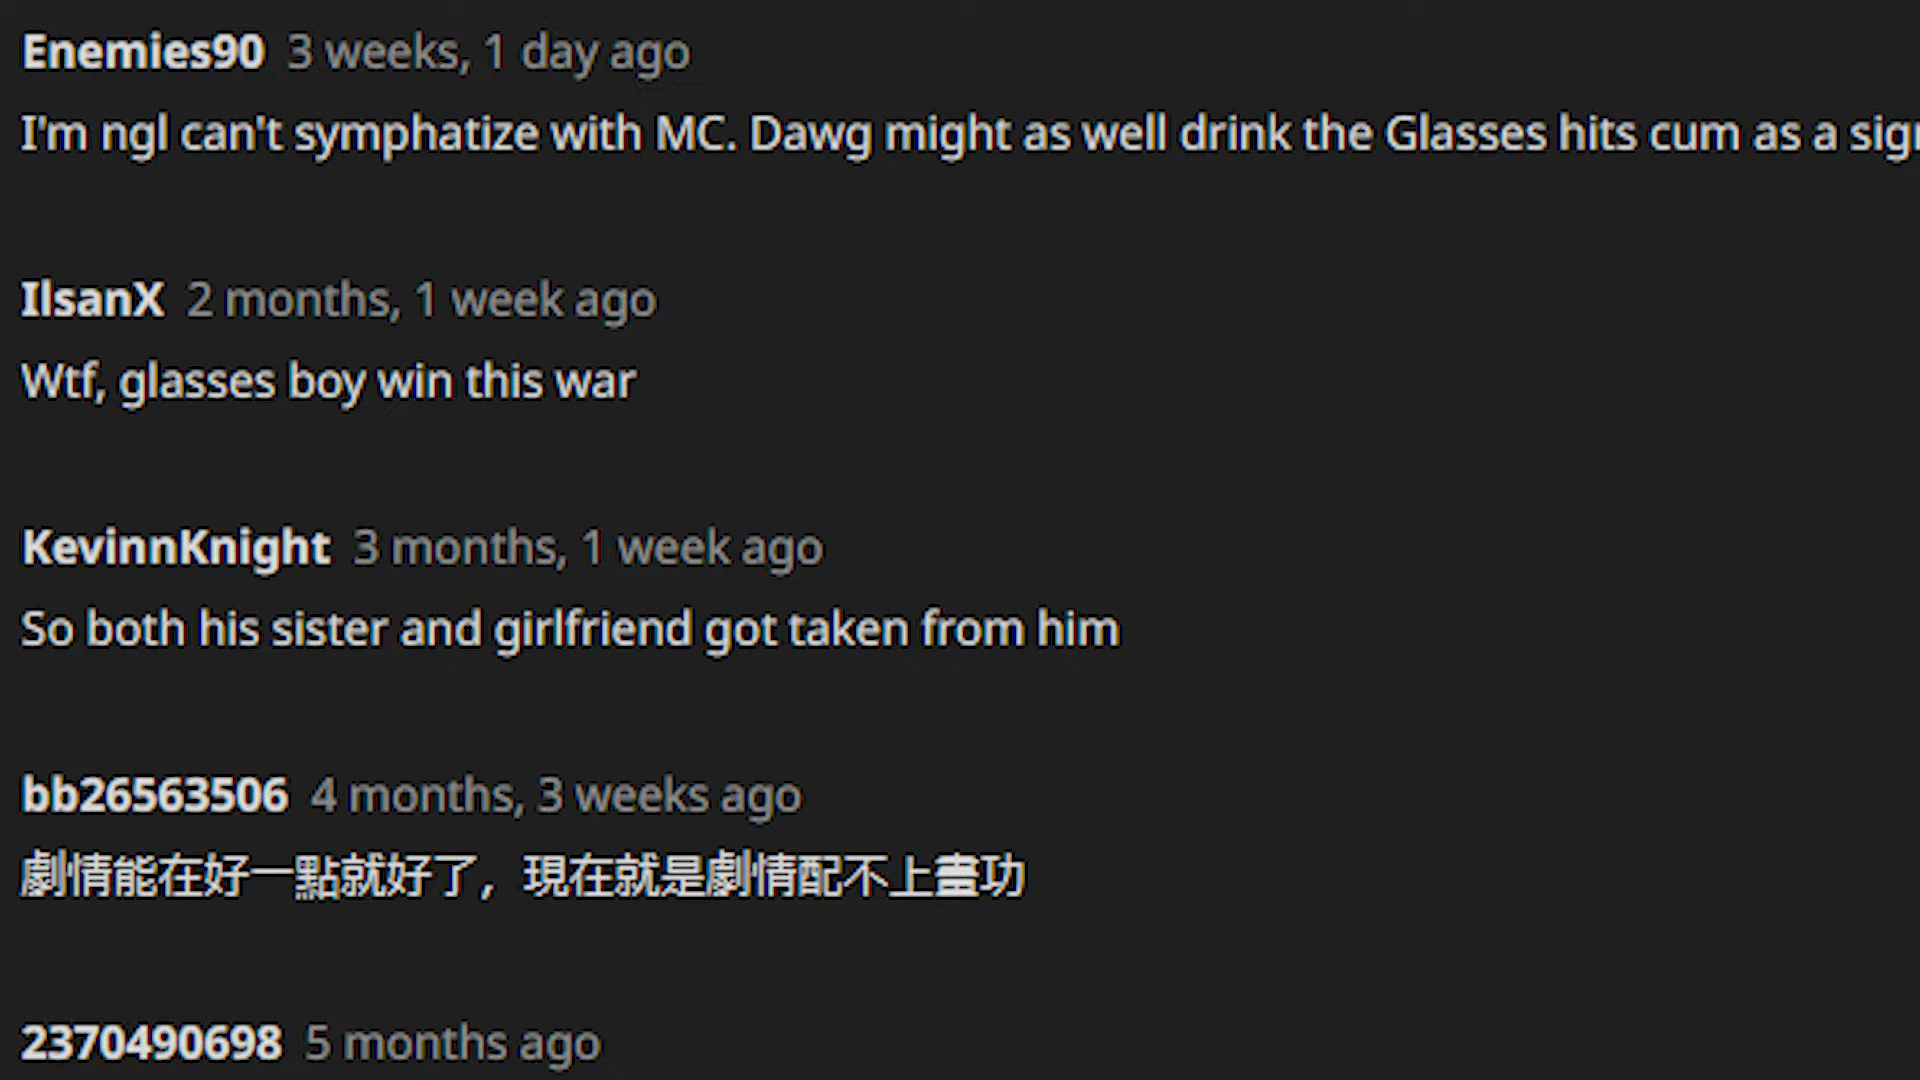 Enemies90 3 weeks, 1 day ago
I'm ngl can't symphatize with MC. Dawg might as well drink the Glasses hits cum as a
IlsanX 2 months, 1 week ago
Wtf, glasses boy win this war
KevinnKnight 3 months, 1 week ago
So both his sister and girlfriend got taken from him
bb26563506 4 months, 3 weeks ago
劇情能在好一點就好了，現在就是劇情配不上畫功
2370490698 5 months ago